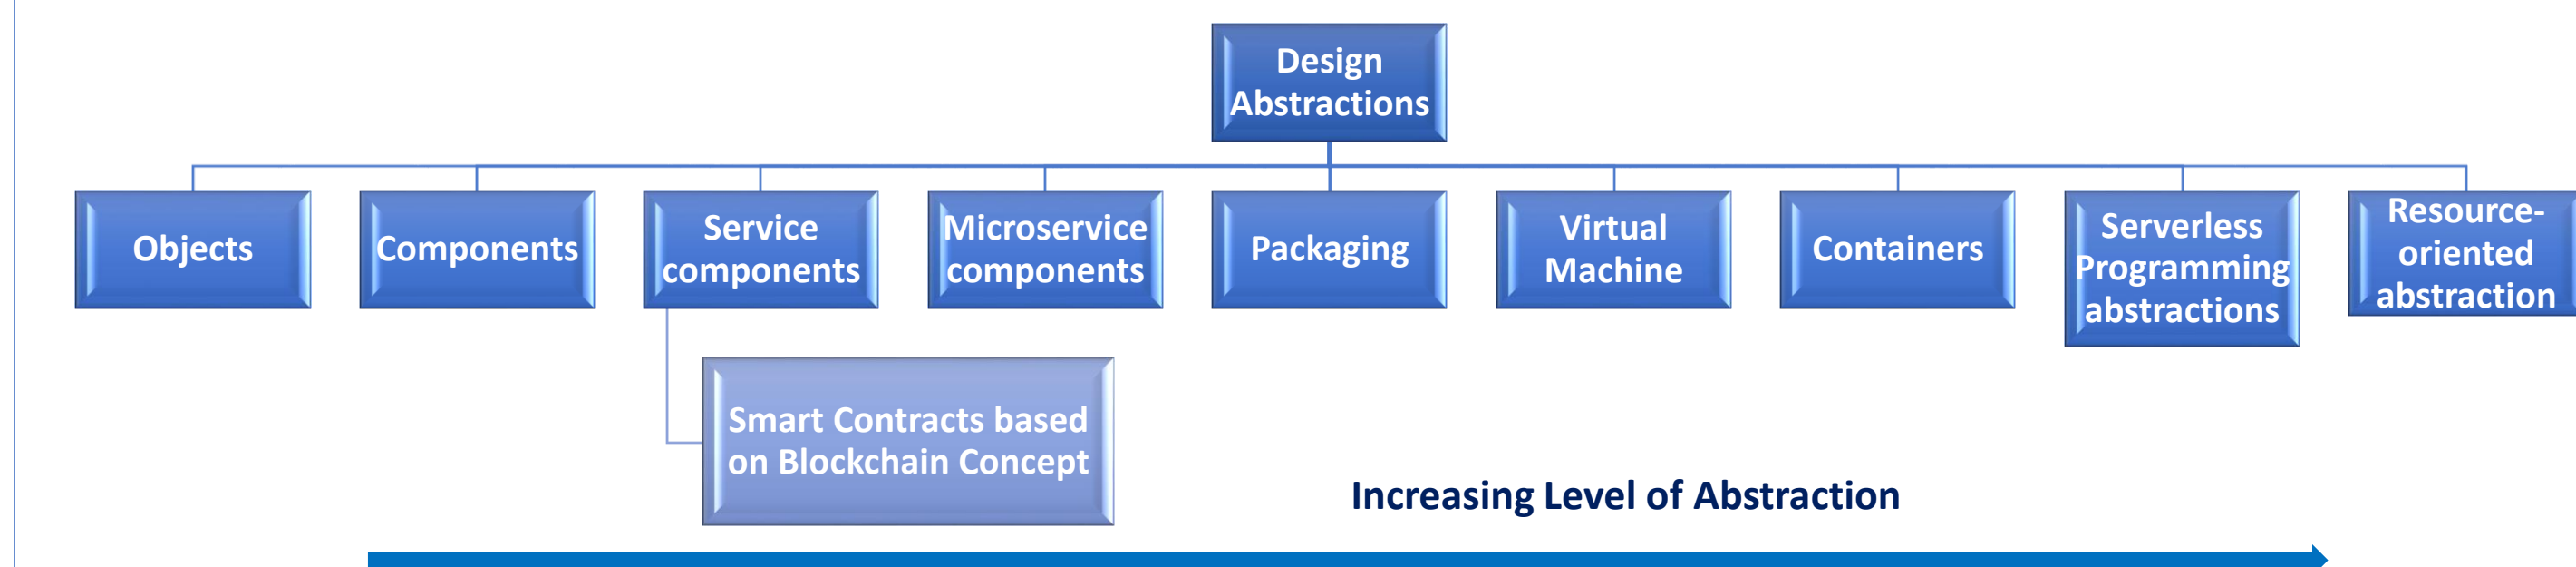 Design
Abstractions
Objects
Components
Service
components
Microservice
components
Packaging
Virtual
Machine
Containers
Serverless
Programming
abstractions
Resource-
oriented
abstraction
Smart Contracts based
on Blockchain Concept
Increasing Level of Abstraction